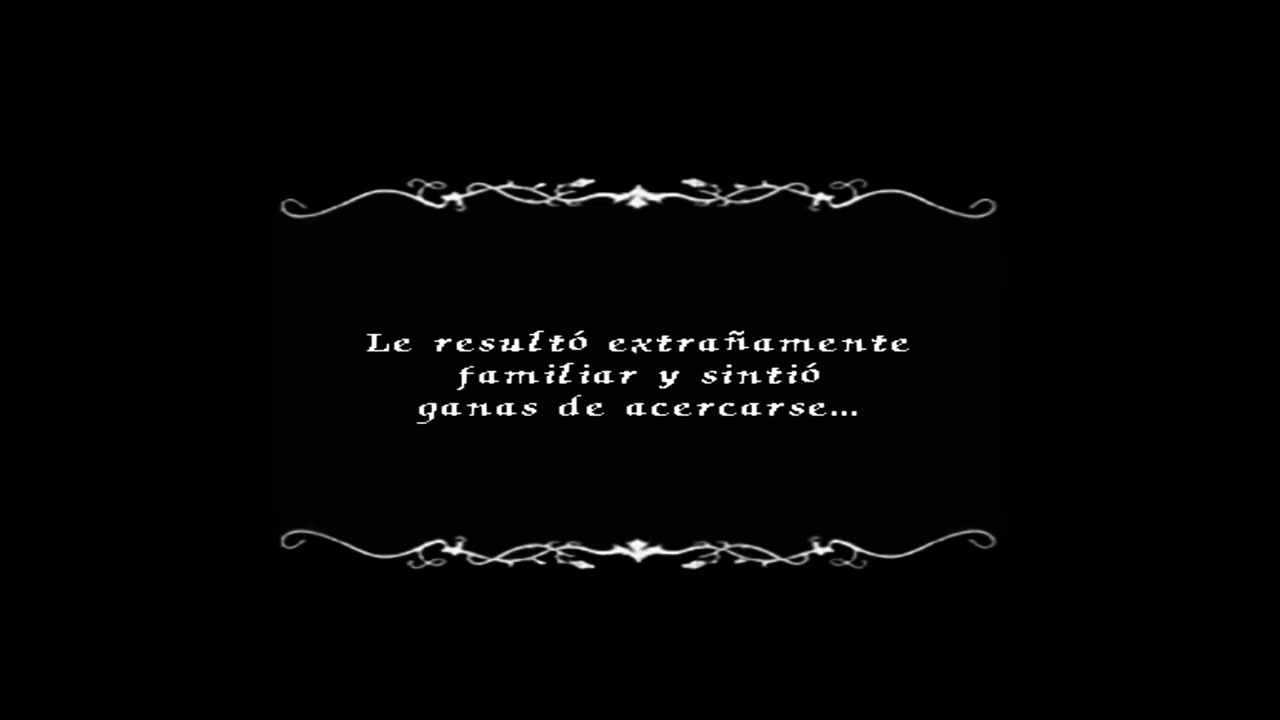 Le resultó extrañamente
familiar y sintió
ganas de acercarse...